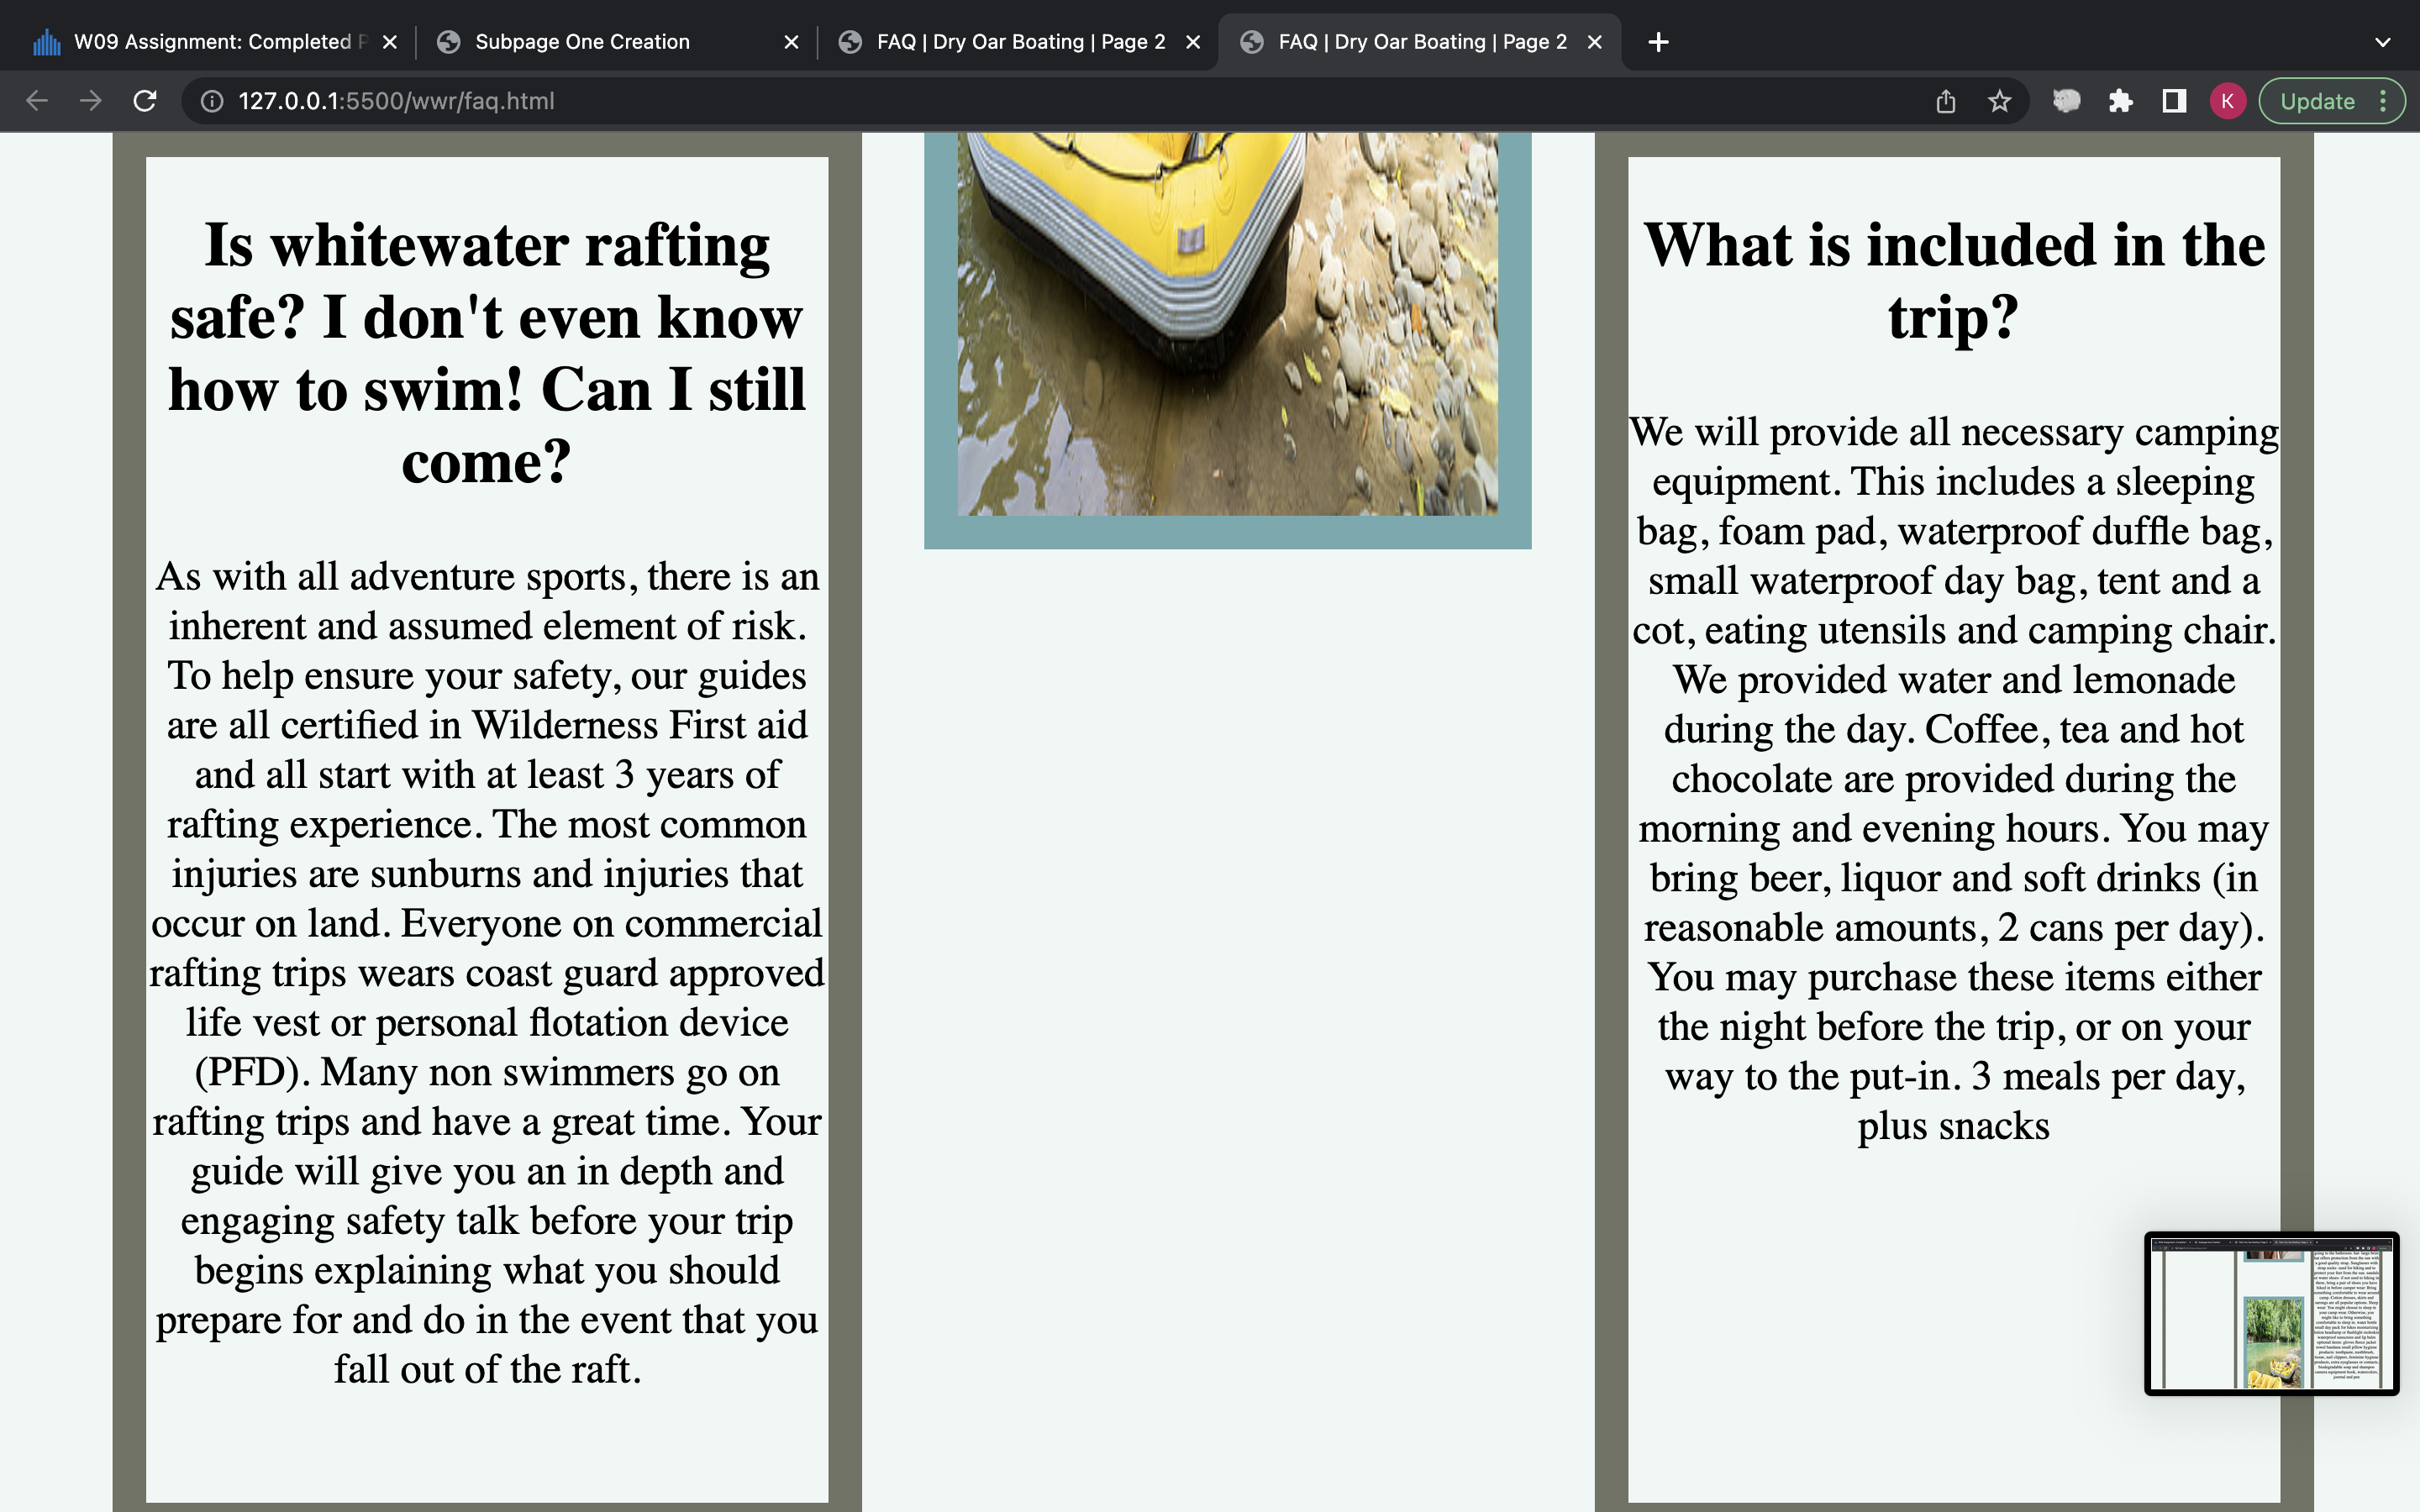 W09 Assignment: Completed P
Subpage One Creation
FAQ | Dry Oar Boating | Page 2
FAQ | Dry Oar Boating | Page 2
127.0.0.1:5500/wwr/faq.html
K
Update
Is whitewater rafting
safe? I don't even know
how to swim! Can I still
come?
As with all adventure sports, there is an
inherent and assumed element of risk.
To help ensure your safety, our guides
are all certified in Wilderness First aid
and all start with at least 3 years of
rafting experience. The most common
injuries are sunburns and injuries that
occur on land. Everyone on commercial
rafting trips wears coast guard approved
life vest or personal flotation device
(PFD). Many non swimmers go on
rafting trips and have a great time. Your
guide will give you an in depth and
engaging safety talk before your trip
begins explaining what you should
prepare for and do in the event that you
fall out of the raft.
What is included in the
trip?
We will provide all necessary camping
equipment. This includes a sleeping
bag, foam pad, waterproof duffle bag,
small waterproof day bag, tent and a
cot, eating utensils and camping chair.
We provided water and lemonade
during the day. Coffee, tea and hot
chocolate are provided during the
morning and evening hours. You may
bring beer, liquor and soft drinks (in
reasonable amounts, 2 cans per day).
You may purchase these items either
the night before the trip, or on your
way to the put-in. 3 meals per day,
plus snacks